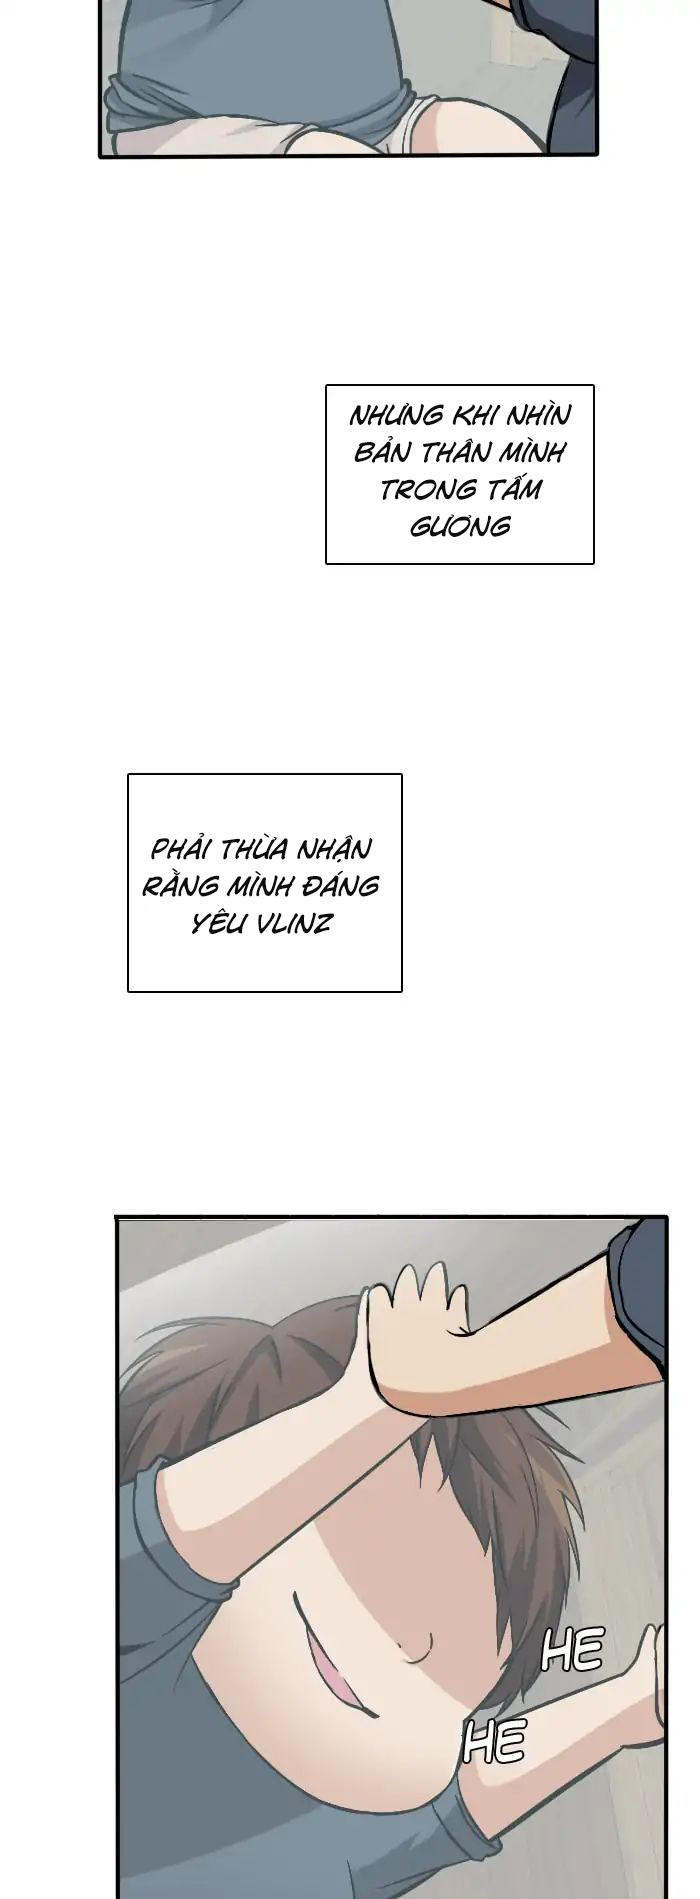 NHƯNG KHI NHÌN
BẢN THÂN MÌNH
TRONG TẤM
GƯƠNG
PHẢI THỪA NHẬN
RẰNG MÌNH ĐÁNG
YÊU VLINZ
HE
HE